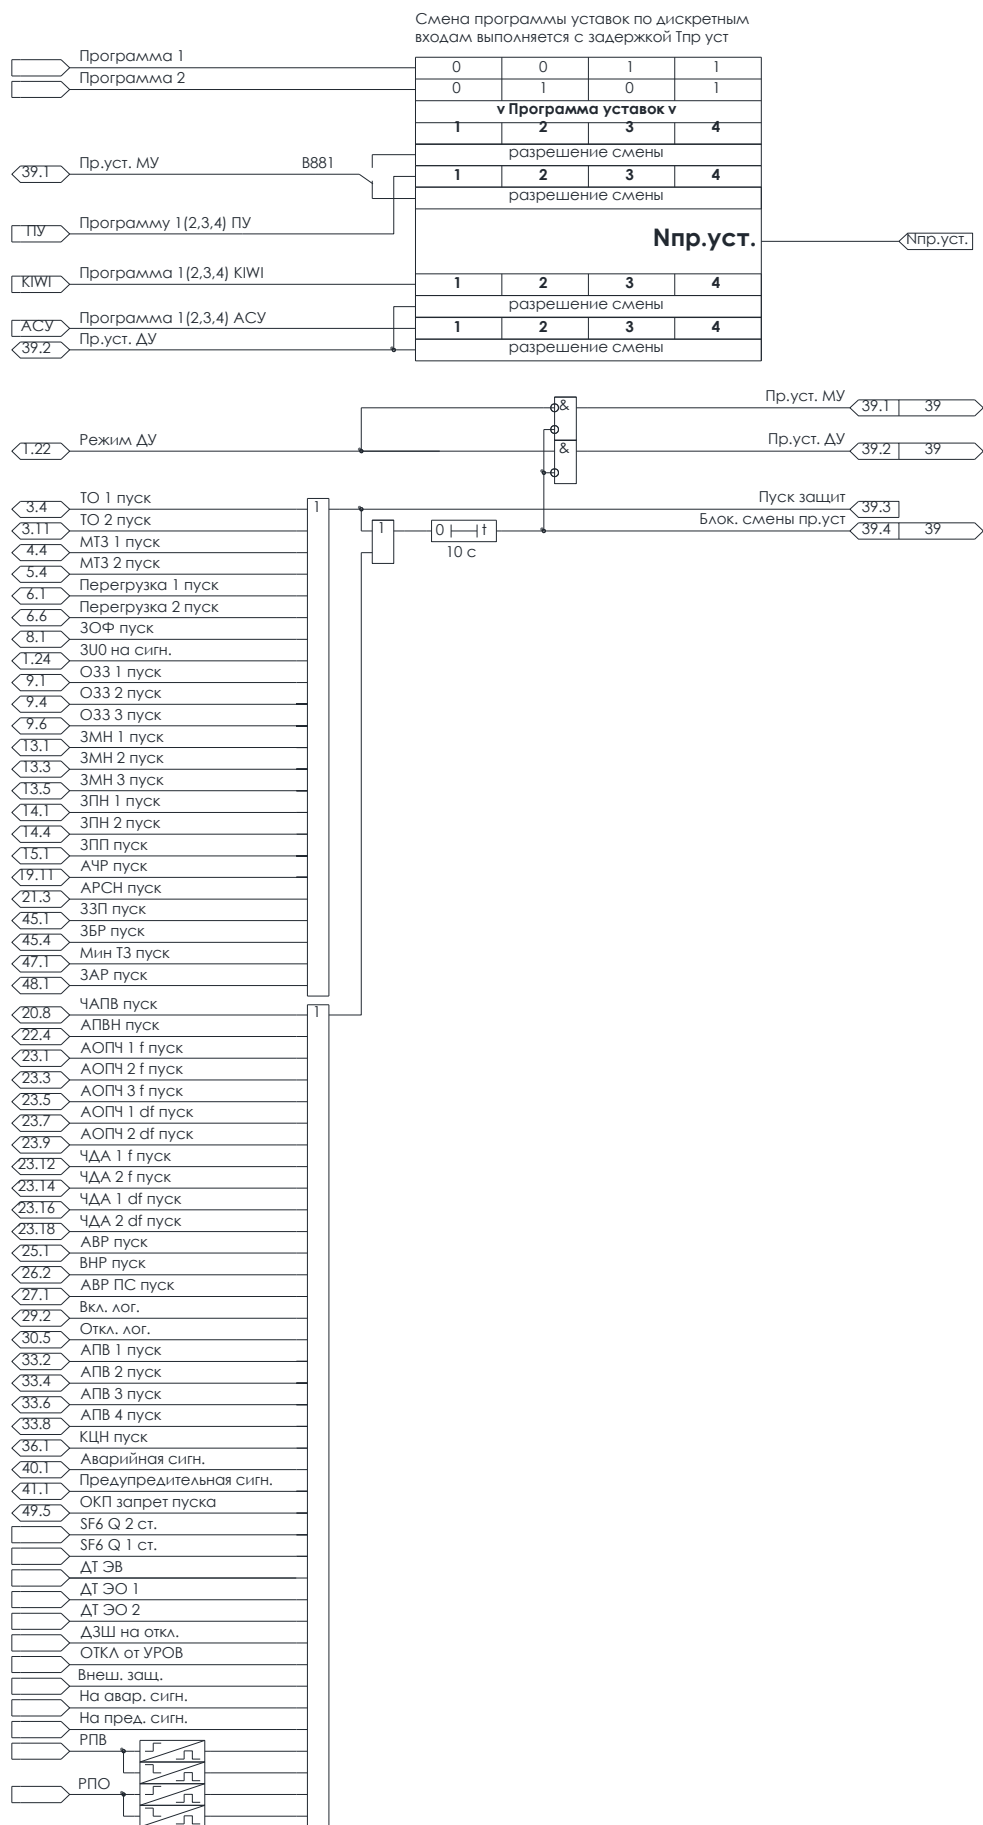 Смена программы уставок по дискретным
входам выполняется с задержкой Тпр уст
Программа 1
0 0 1 1
Программа 2
0 1 0 1
v Программа уставок v
1 2 3 4
разрешение смены
39.1 Пр.уст. МУ В881
1 2 3 4
разрешение смены
ПУ Программу 1(2,3,4) ПУ
Nпр.уст. Nпр.уст.
KIWI Программа 1(2,3,4) KIWI
1 2 3 4
разрешение смены
АСУ Программа 1(2,3,4) АСУ
1 2 3 4
39.2 Пр.уст. ДУ
разрешение смены
& Пр.уст. МУ 39.1 39
1.22 Режим ДУ & Пр.уст. ДУ 39.2 39
3.4 ТО 1 пуск 1 Пуск защит 39.3
3.11 ТО 2 пуск 1 0 t Блок. смены пр.уст 39.4 39
10 с
4.4 МТЗ 1 пуск
5.4 МТЗ 2 пуск
6.1 Перегрузка 1 пуск
6.6 Перегрузка 2 пуск
8.1 ЗОФ пуск
1.24 3U0 на сигн.
9.1 ОЗЗ 1 пуск
9.4 ОЗЗ 2 пуск
9.6 ОЗЗ 3 пуск
13.1 ЗМН 1 пуск
13.3 ЗМН 2 пуск
13.5 ЗМН 3 пуск
14.1 ЗПН 1 пуск
14.4 ЗПН 2 пуск
15.1 ЗПП пуск
19.11 АЧР пуск
21.3 АРСН пуск
45.1 ЗЗП пуск
45.4 ЗБР пуск
47.1 Мин ТЗ пуск
48.1 ЗАР пуск
20.8 ЧАПВ пуск 1
22.4 АПВН пуск
23.1 АОПЧ 1 f пуск
23.3 АОПЧ 2 f пуск
23.5 АОПЧ 3 f пуск
23.7 АОПЧ 1 df пуск
23.9 АОПЧ 2 df пуск
23.12 ЧДА 1 f пуск
23.14 ЧДА 2 f пуск
23.16 ЧДА 1 df пуск
23.18 ЧДА 2 df пуск
25.1 АВР пуск
26.2 ВНР пуск
27.1 АВР ПС пуск
29.2 Вкл. лог.
30.5 Откл. лог.
33.2 АПВ 1 пуск
33.4 АПВ 2 пуск
33.6 АПВ 3 пуск
33.8 АПВ 4 пуск
36.1 КЦН пуск
40.1 Аварийная сигн.
41.1 Предупредительная сигн.
49.5 ОКП запрет пуска
SF6 Q 2 ст.
SF6 Q 1 ст.
ДТ ЭВ
ДТ ЭО 1
ДТ ЭО 2
ДЗШ на откл.
ОТКЛ от УРОВ
Внеш. защ.
На авар. сигн.
На пред. сигн.
РПВ
РПО